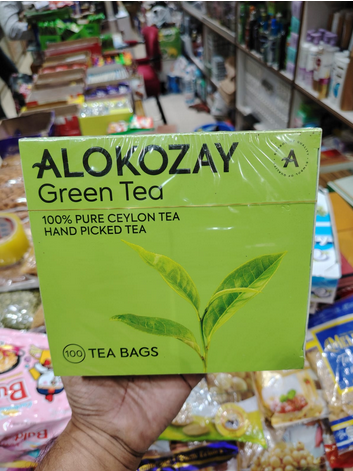 ALOKOZAY
Green Tea
100% PURE CEYLON TEA
HAND PICKED TEA
A
100 TEA BAGS